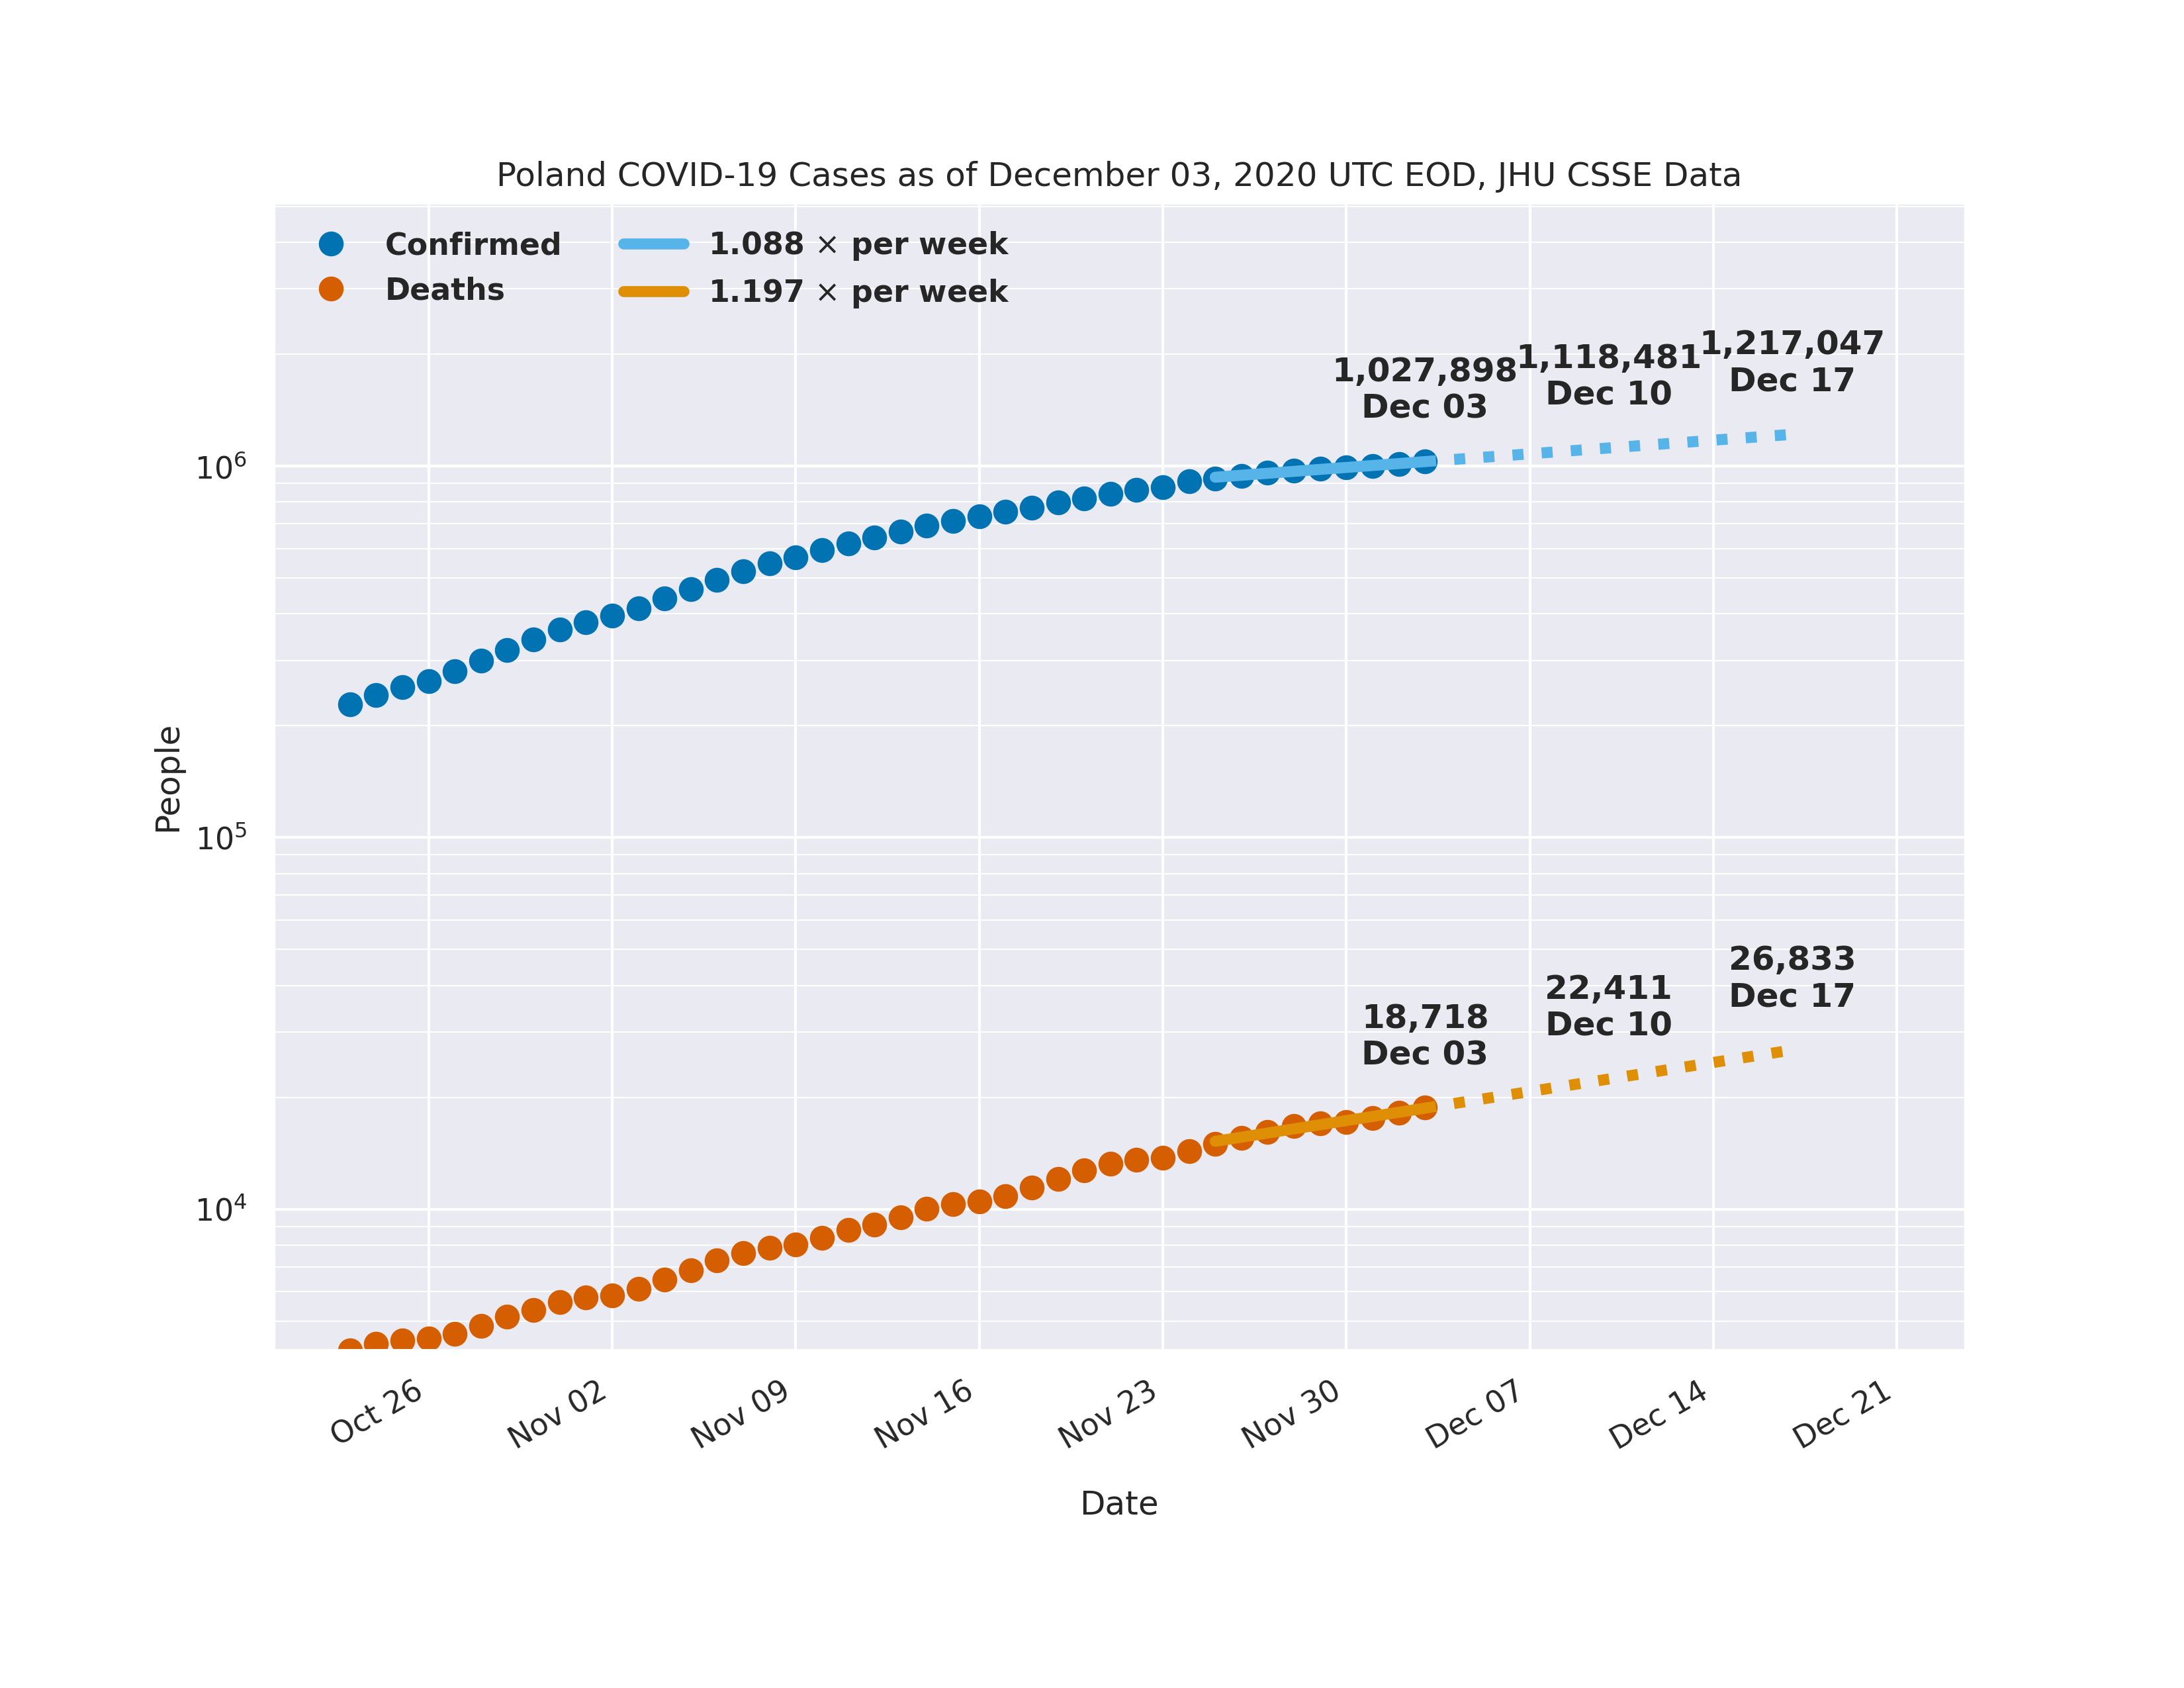 Poland COVID-19 Cases as of December 03, 2020 UTC EOD, JHU CSSE Data
Confirmed
Deaths
1.088 × per week
1.197 × per week
1,027,898
Dec 03
1,118,481
Dec 10
1,217,047
Dec 17
18,718
Dec 03
22,411
Dec 10
26,833
Dec 17
People
10⁶
10⁵
10⁴
Oct 26
Nov 02
Nov 09
Nov 16
Nov 23
Nov 30
Dec 07
Dec 14
Dec 21
Date